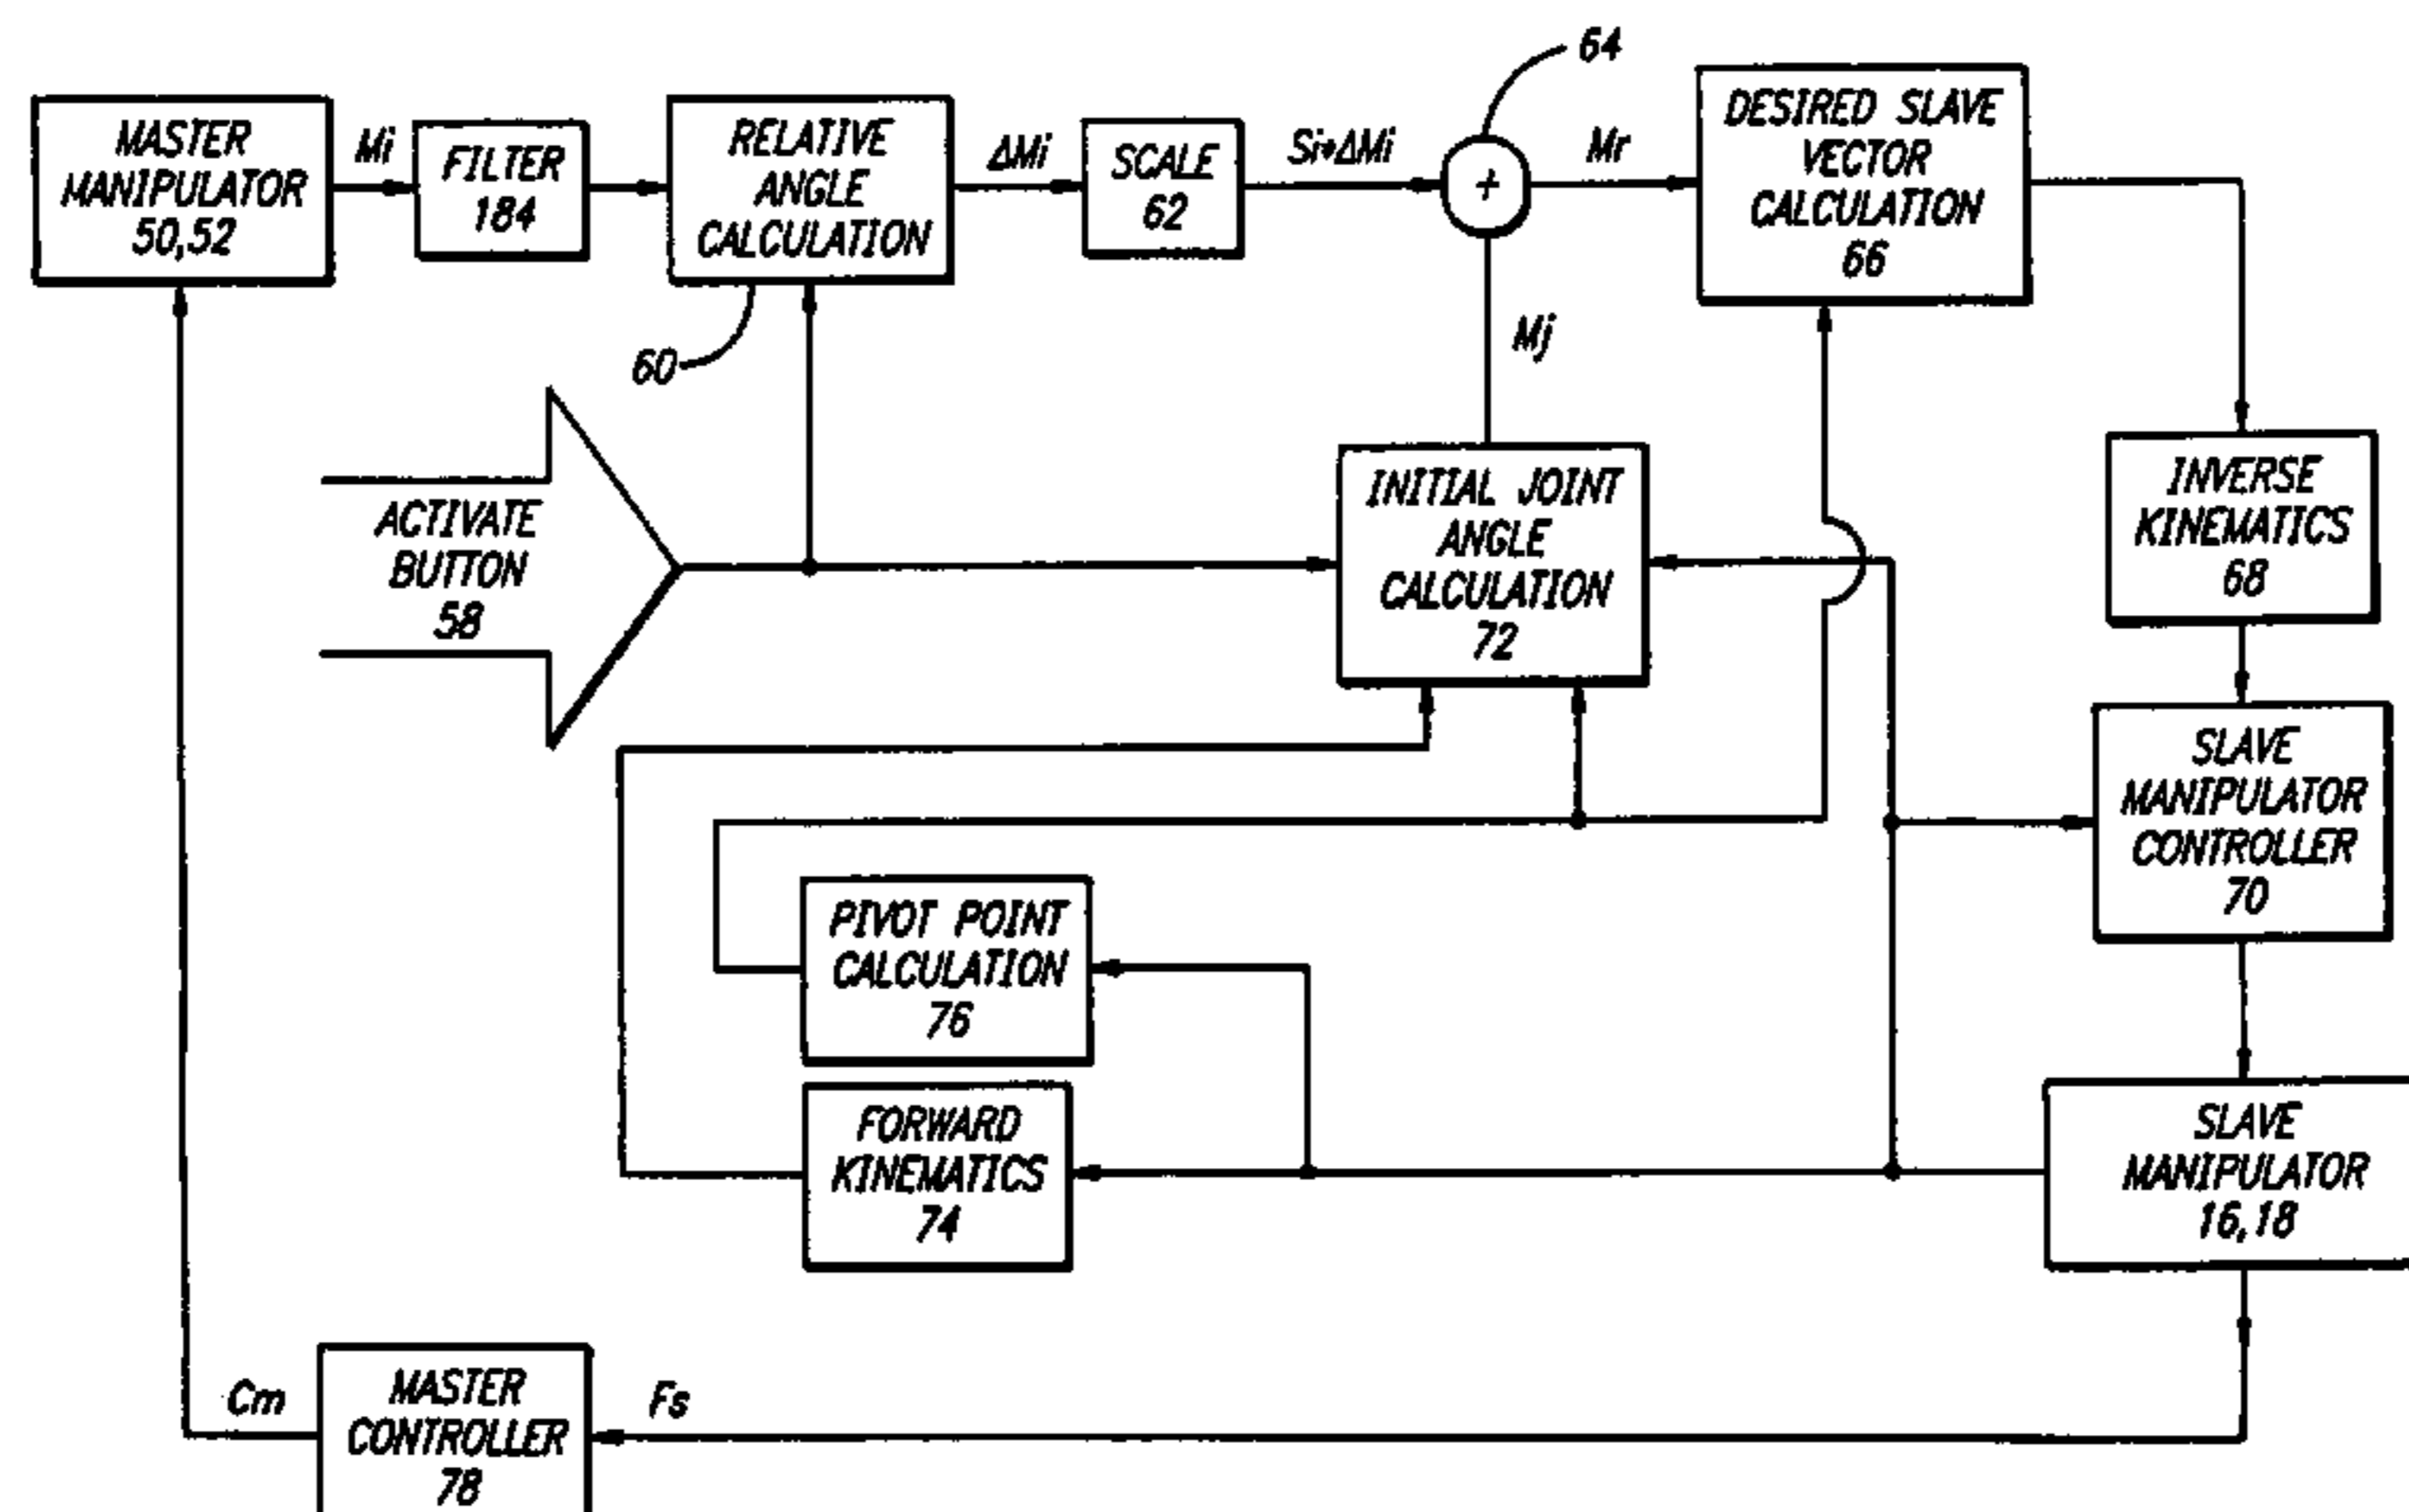 64
MASTER
MANIPULATOR
50,52
Mi
FILTER
184
RELATIVE
ANGLE
CALCULATION
60
ΔMi
SCALE
62
Si*ΔMi
+
Mr
DESIRED SLAVE
VECTOR
CALCULATION
66
Mj
ACTIVATE
BUTTON
58
INITIAL JOINT
ANGLE
CALCULATION
72
INVERSE
KINEMATICS
68
SLAVE
MANIPULATOR
CONTROLLER
70
PIVOT POINT
CALCULATION
76
FORWARD
KINEMATICS
74
SLAVE
MANIPULATOR
16,18
Cm
MASTER
CONTROLLER
78
Fs